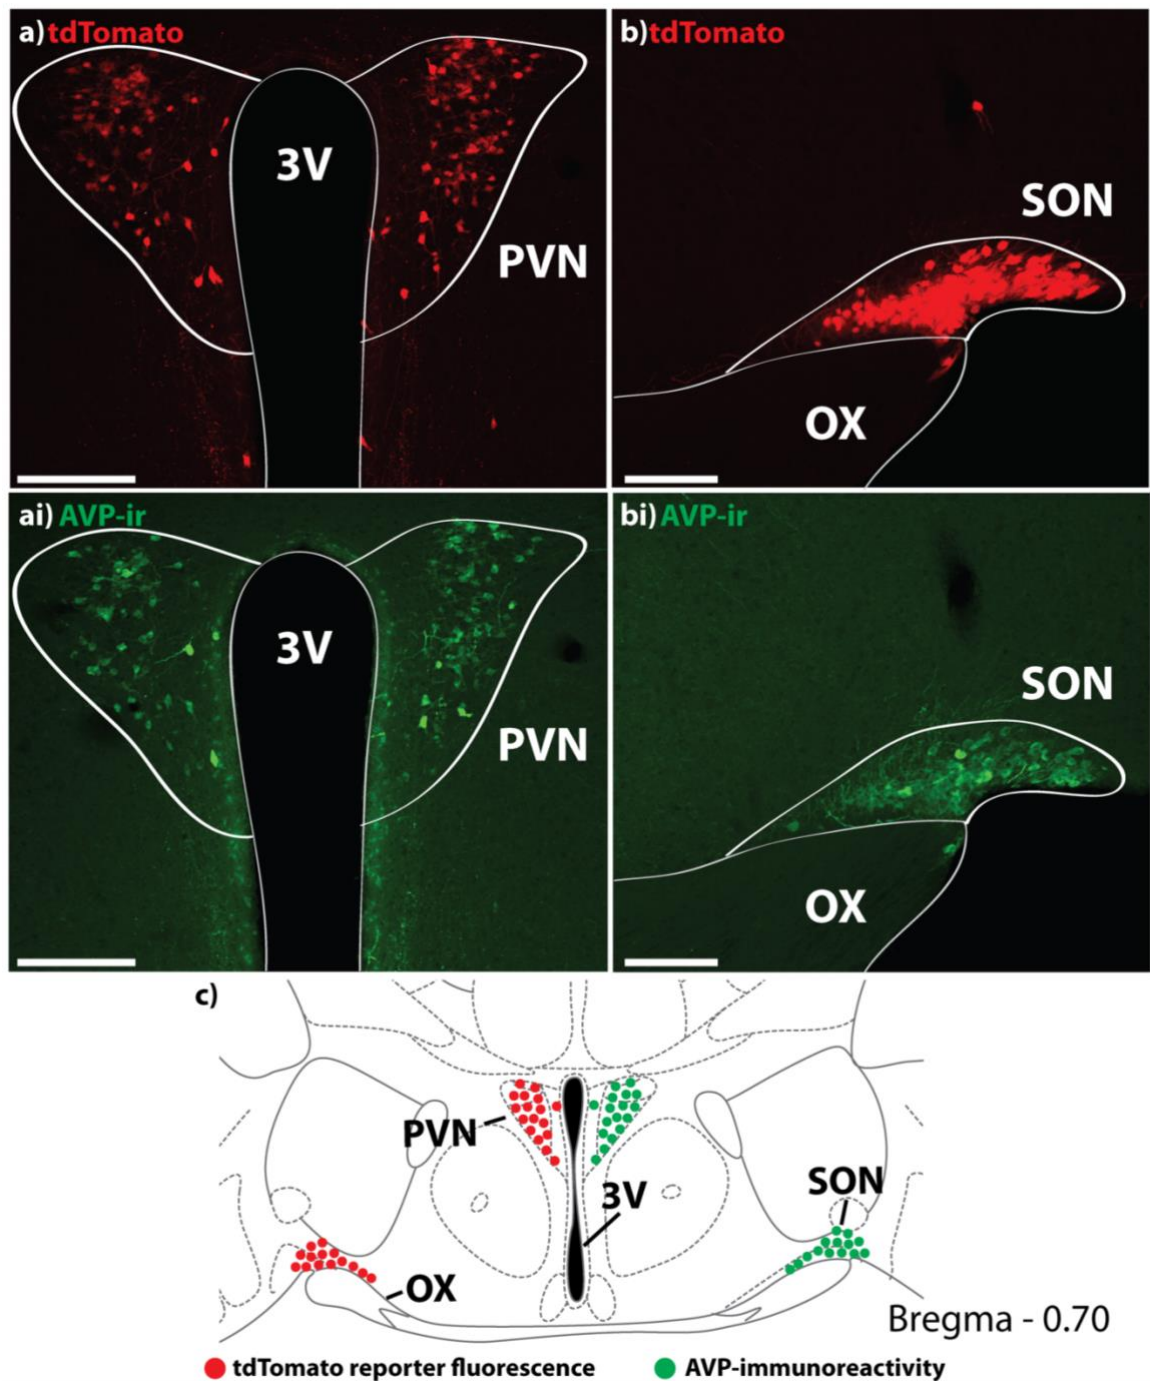 a) tdTomato
3V
PVN
b) tdTomato
SON
OX
ai) AVP-ir
3V
PVN
bi) AVP-ir
SON
OX
c)
PVN
3V
SON
OX
Bregma - 0.70
tdTomato reporter fluorescence
AVP-immunoreactivity